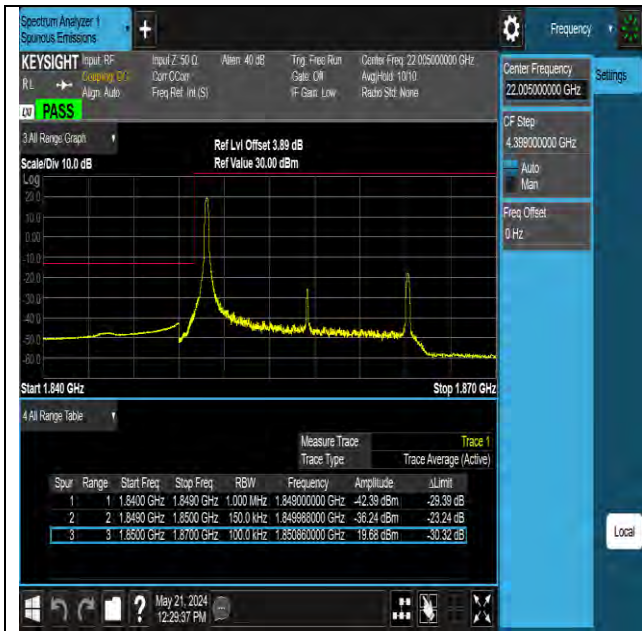 Spectrum Analyzer 1
Spurious Emissions
Frequency
KEYSIGHT
RL
Input: RF
Coupling: DC
Align: Auto
Input Z: 50 Ω
Corr CCorr
Freq Ref: Int (S)
Atten: 40 dB
Trig: Free Run
Gate: Off
IF Gain: Low
Center Freq: 22.005000000 GHz
Avg|Hold: 10/10
Radio Std: None
PASS
3 All Range Graph
Scale/Div 10.0 dB
Ref Lvl Offset 3.89 dB
Ref Value 30.00 dBm
Log
20.0
10.0
0.00
-10.0
-20.0
-30.0
-40.0
-50.0
-60.0
Start 1.840 GHz
Stop 1.870 GHz
4 All Range Table
Measure Trace Trace 1
Trace Type Trace Average (Active)
Spur Range Start Freq Stop Freq RBW Frequency Amplitude ΔLimit
1 1 1.8400 GHz 1.8490 GHz 1.000 MHz 1.849000000 GHz -42.39 dBm -29.39 dB
2 2 1.8490 GHz 1.8500 GHz 150.0 kHz 1.849988000 GHz -36.24 dBm -23.24 dB
3 3 1.8500 GHz 1.8700 GHz 100.0 kHz 1.850860000 GHz 19.68 dBm -30.32 dB
May 21, 2024
12:29:37 PM
Center Frequency
22.005000000 GHz
Settings
CF Step
4.399000000 GHz
Auto
Man
Freq Offset
0 Hz
Local